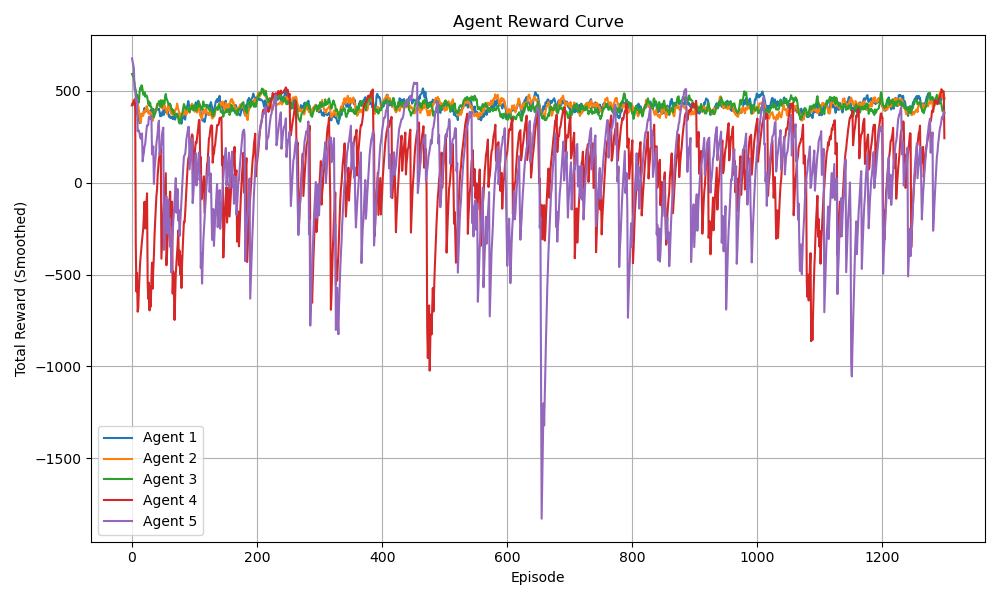 Agent Reward Curve
Total Reward (Smoothed)
500
0
−500
−1000
−1500
Agent 1
Agent 2
Agent 3
Agent 4
Agent 5
0 200 400 600 800 1000 1200
Episode